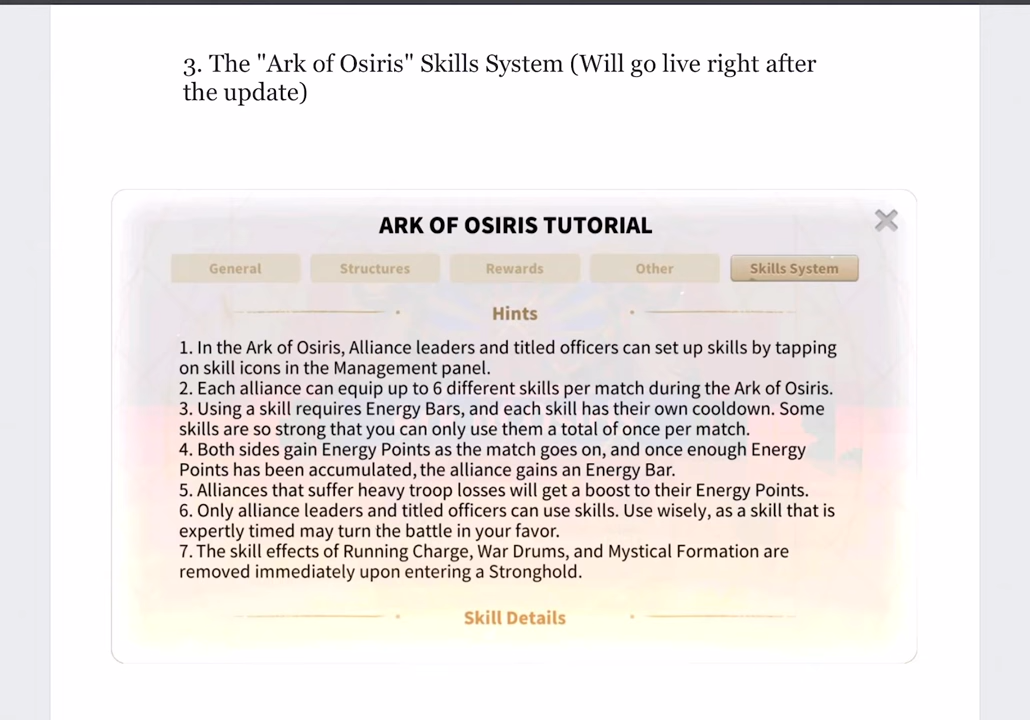 3. The "Ark of Osiris" Skills System (Will go live right after
the update)
ARK OF OSIRIS TUTORIAL
General
Structures
Rewards
Other
Skills System
Hints
1. In the Ark of Osiris, Alliance leaders and titled officers can set up skills by tapping
on skill icons in the Management panel.
2. Each alliance can equip up to 6 different skills per match during the Ark of Osiris.
3. Using a skill requires Energy Bars, and each skill has their own cooldown. Some
skills are so strong that you can only use them a total of once per match.
4. Both sides gain Energy Points as the match goes on, and once enough Energy
Points has been accumulated, the alliance gains an Energy Bar.
5. Alliances that suffer heavy troop losses will get a boost to their Energy Points.
6. Only alliance leaders and titled officers can use skills. Use wisely, as a skill that is
expertly timed may turn the battle in your favor.
7. The skill effects of Running Charge, War Drums, and Mystical Formation are
removed immediately upon entering a Stronghold.
Skill Details